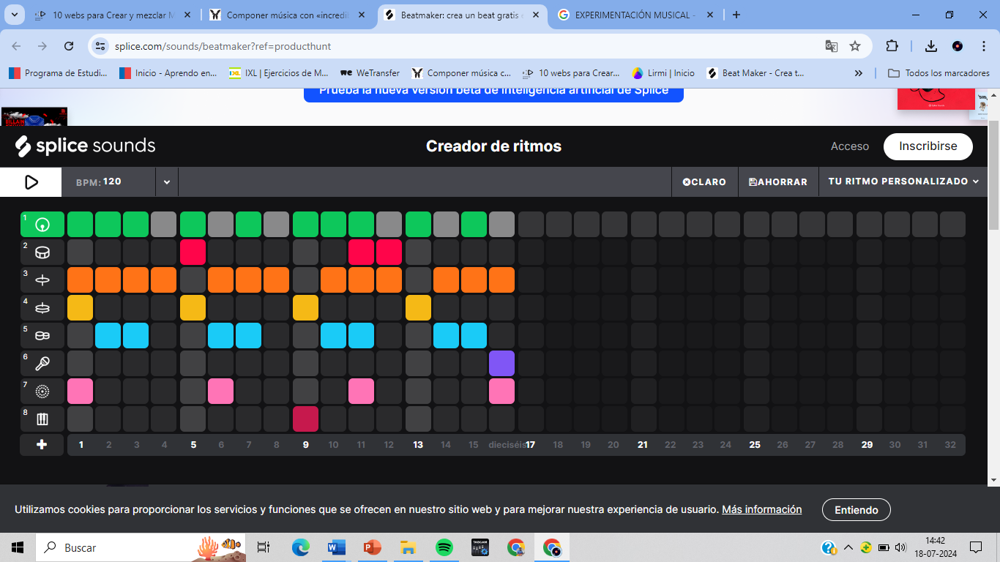 10 webs para Crear y mezclar M
Componer música con «incredib
Beatmaker: crea un beat gratis e
EXPERIMENTACIÓN MUSICAL -
splice.com/sounds/beatmaker?ref=producthunt
Programa de Estudi...
Inicio - Aprendo en...
IXL | Ejercicios de M...
WeTransfer
Componer música c...
10 webs para Crear...
Lirmi | Inicio
Beat Maker - Crea t...
Todos los marcadores
Prueba la nueva versión beta de inteligencia artificial de Splice
splice sounds
Creador de ritmos
Acceso
Inscribirse
BPM: 120
CLARO
AHORRAR
TU RITMO PERSONALIZADO
1
2
3
4
5
6
7
8
+ 1 2 3 4 5 6 7 8 9 10 11 12 13 14 15 dieciséis 17 18 19 20 21 22 23 24 25 26 27 28 29 30 31 32
Utilizamos cookies para proporcionar los servicios y funciones que se ofrecen en nuestro sitio web y para mejorar nuestra experiencia de usuario. Más información
Entiendo
Buscar
TASCAM
14:42
18-07-2024